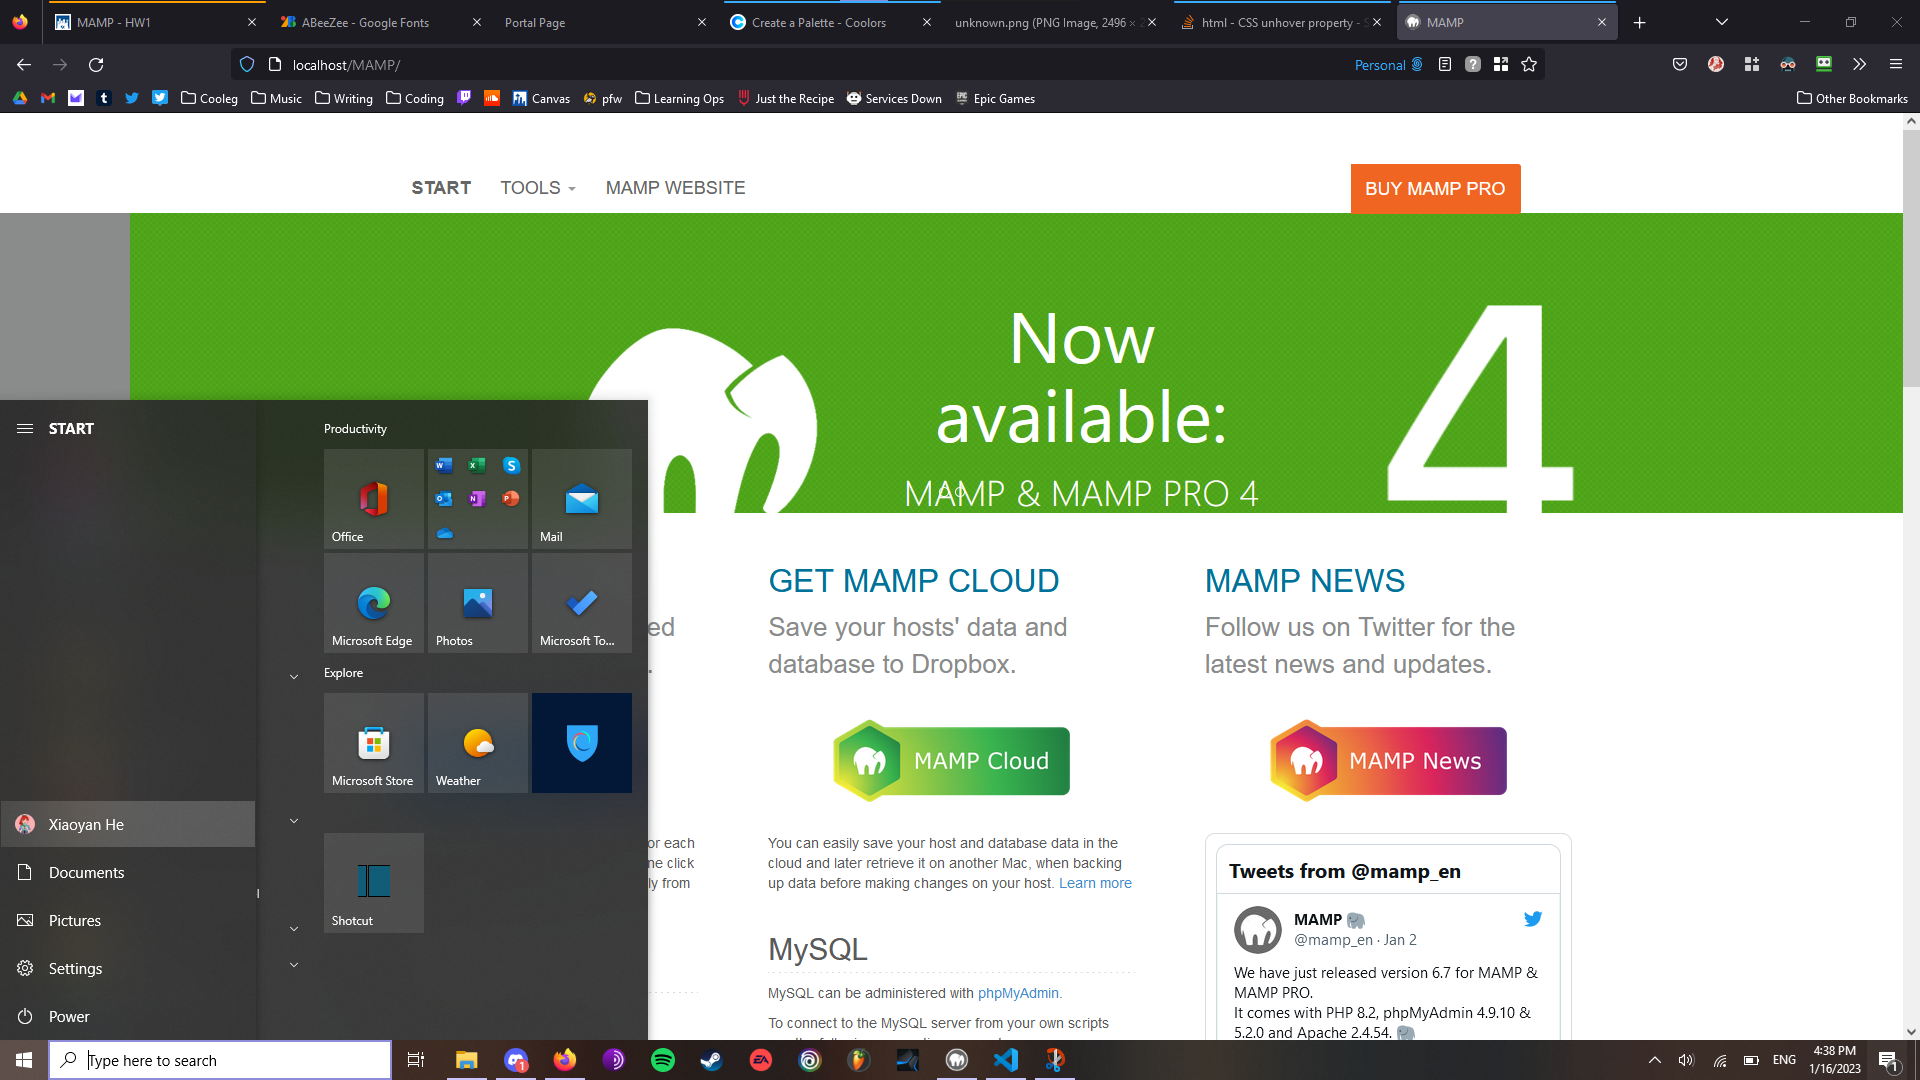 MAMP - HW1
ABeeZee - Google Fonts
Portal Page
Create a Palette - Coolors
unknown.png (PNG Image, 2496 × 2
html - CSS unhover property - S
MAMP
localhost/MAMP/
Personal
Cooleg
Music
Writing
Coding
Canvas
pfw
Learning Ops
Just the Recipe
Services Down
Epic Games
Other Bookmarks
START
TOOLS
MAMP WEBSITE
BUY MAMP PRO
Now
available:
MAMP & MAMP PRO 4
4
START
Productivity
Office
Mail
Microsoft Edge
Photos
Microsoft To...
Explore
Microsoft Store
Weather
Shotcut
Xiaoyan He
Documents
Pictures
Settings
Power
ed
.
or each
ne click
ly from
GET MAMP CLOUD
Save your hosts' data and
database to Dropbox.
MAMP Cloud
You can easily save your host and database data in the
cloud and later retrieve it on another Mac, when backing
up data before making changes on your host. Learn more
MySQL
MySQL can be administered with phpMyAdmin.
To connect to the MySQL server from your own scripts
MAMP NEWS
Follow us on Twitter for the
latest news and updates.
MAMP News
Tweets from @mamp_en
MAMP
@mamp_en · Jan 2
We have just released version 6.7 for MAMP &
MAMP PRO.
It comes with PHP 8.2, phpMyAdmin 4.9.10 &
5.2.0 and Apache 2.4.54.
Type here to search
1
ENG
4:38 PM
1/16/2023
1